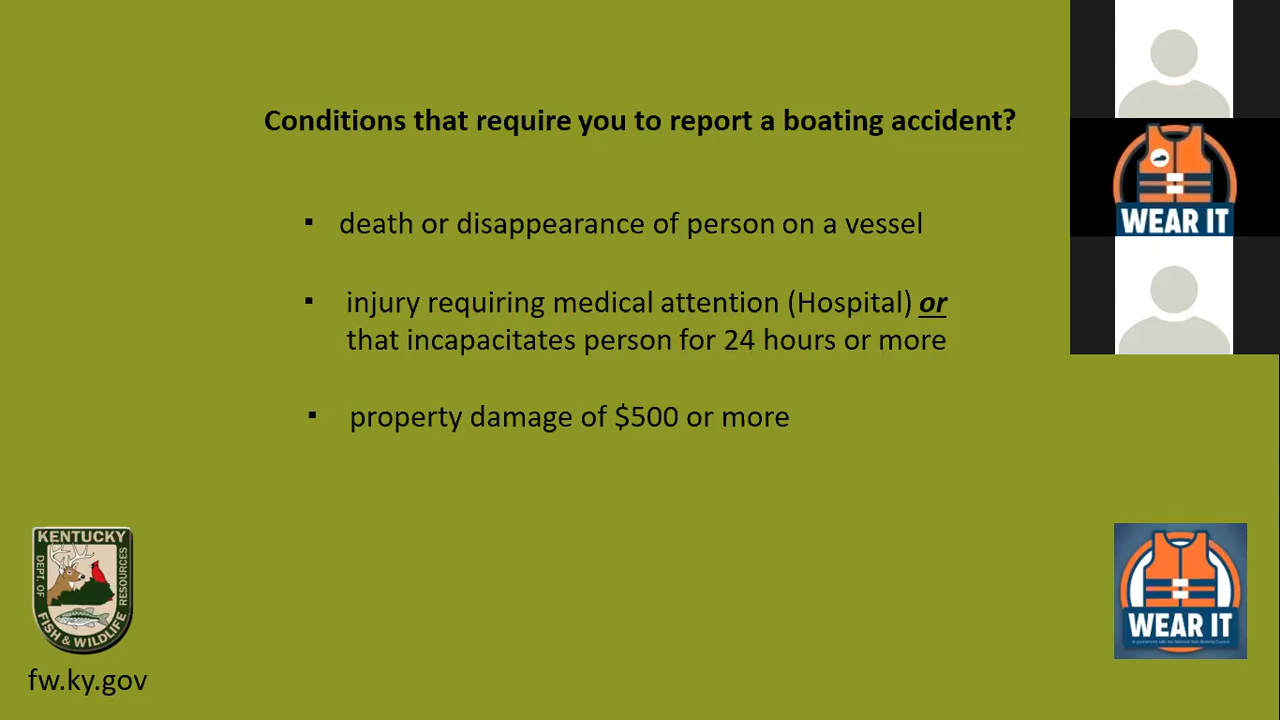 Conditions that require you to report a boating accident?
▪ death or disappearance of person on a vessel
▪ injury requiring medical attention (Hospital) or
that incapacitates person for 24 hours or more
▪ property damage of $500 or more
WEAR IT
KENTUCKY
DEPT. OF
RESOURCES
FISH & WILDLIFE
fw.ky.gov
WEAR IT